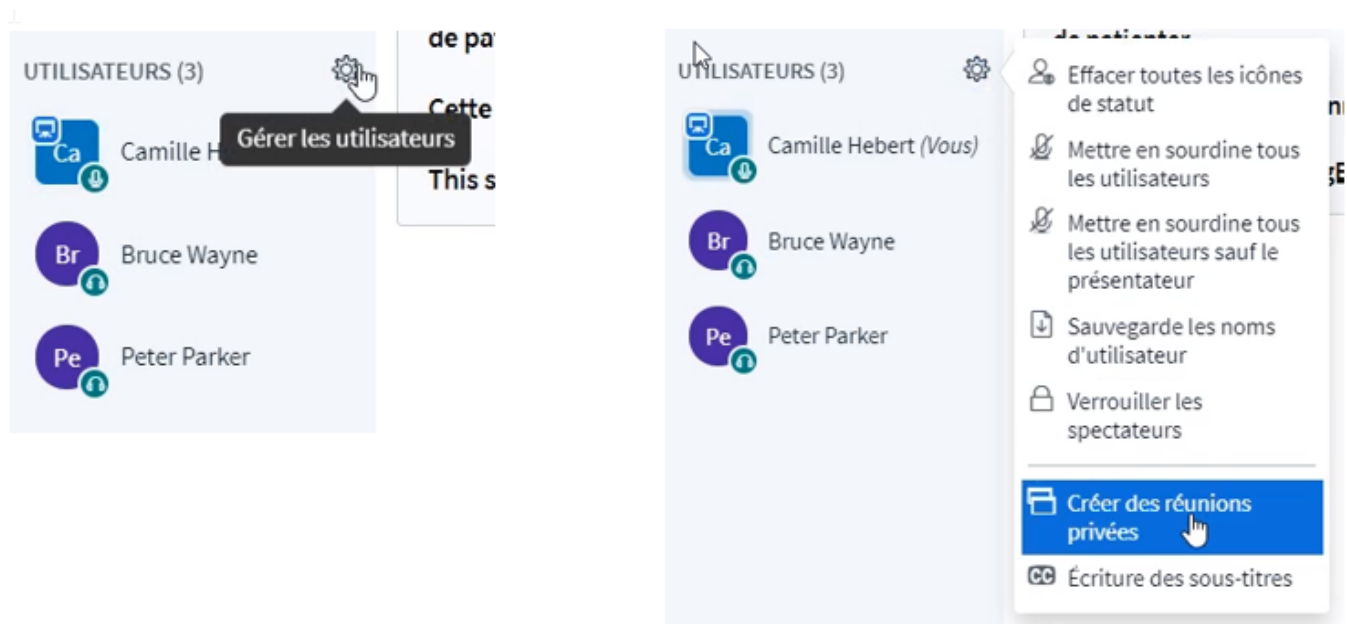 de pa
UTILISATEURS (3)
Cette
Gérer les utilisateurs
Ca
Camille H
This s
Br
Bruce Wayne
Pe
Peter Parker
de patienter
UTILISATEURS (3)
Ca
Camille Hebert (Vous)
Br
Bruce Wayne
Pe
Peter Parker
Effacer toutes les icônes
de statut
Mettre en sourdine tous
les utilisateurs
Mettre en sourdine tous
les utilisateurs sauf le
présentateur
Sauvegarde les noms
d'utilisateur
Verrouiller les
spectateurs
Créer des réunions
privées
CC
Écriture des sous-titres